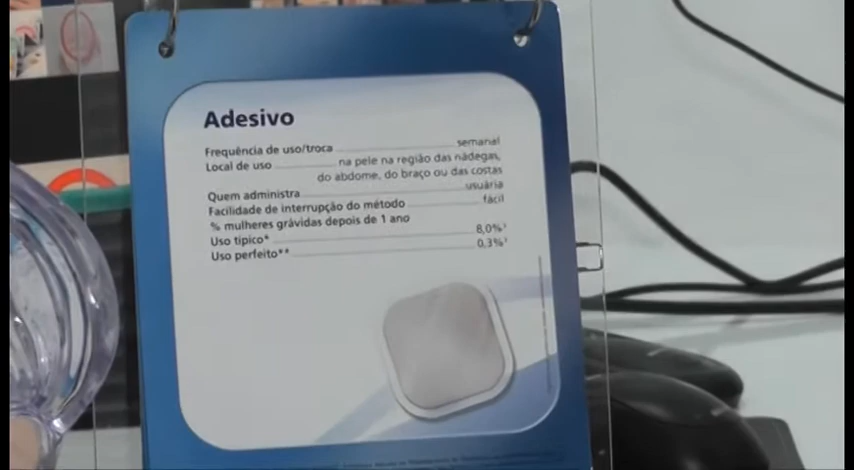 Adesivo
Frequência de uso/troca semanal
Local de uso na pele na região das nádegas,
do abdome, do braço ou das costas
Quem administra usuária
Facilidade de interrupção do método fácil
% mulheres grávidas depois de 1 ano
Uso típico* 8,0%¹
Uso perfeito** 0,3%¹